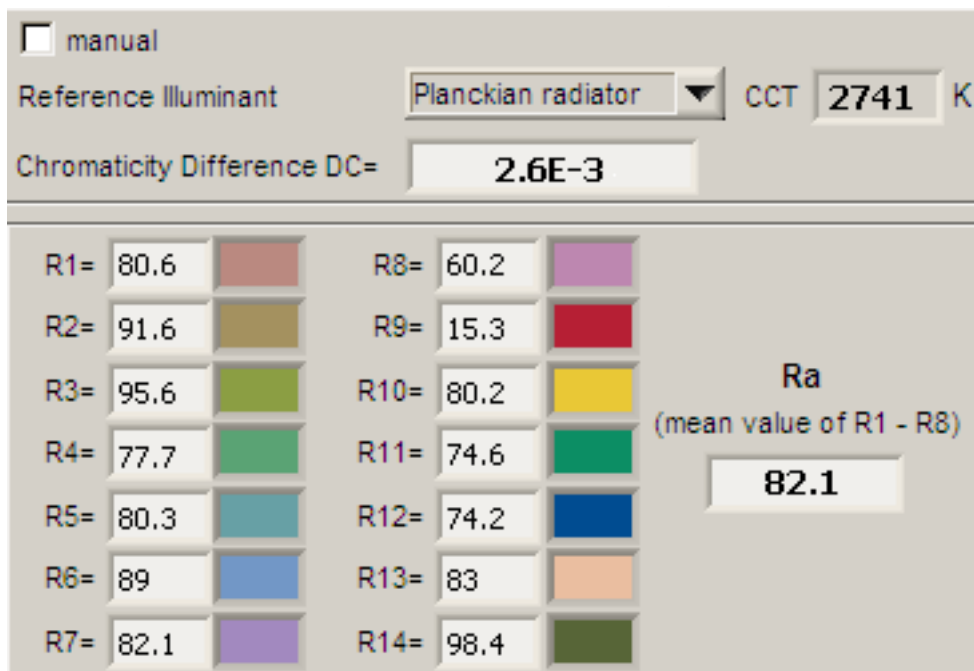 manual
Reference Illuminant Planckian radiator CCT 2741 K
Chromaticity Difference DC= 2.6E-3
R1= 80.6 R8= 60.2
R2= 91.6 R9= 15.3
R3= 95.6 R10= 80.2
Ra
(mean value of R1 - R8)
R4= 77.7 R11= 74.6
82.1
R5= 80.3 R12= 74.2
R6= 89 R13= 83
R7= 82.1 R14= 98.4